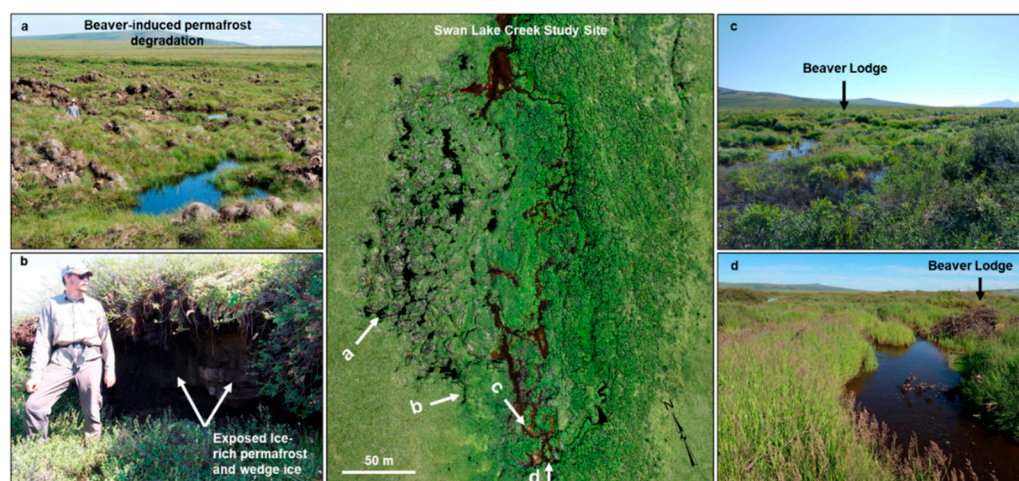 a
Beaver-induced permafrost
degradation
b
Exposed Ice-
rich permafrost
and wedge ice
Swan Lake Creek Study Site
a
b
c
d
N
50 m
c
Beaver Lodge
d
Beaver Lodge